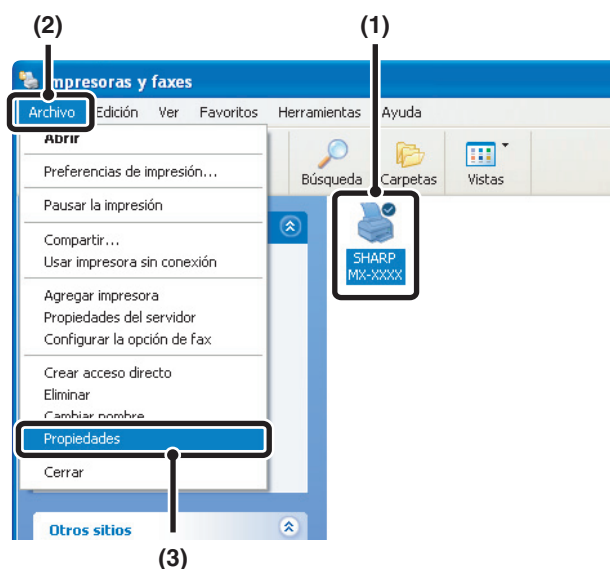 (2)
(1)
Impresoras y faxes
Archivo Edición Ver Favoritos Herramientas Ayuda
Abrir
Preferencias de impresión...
Pausar la impresión
Compartir...
Usar impresora sin conexión
Agregar impresora
Propiedades del servidor
Configurar la opción de fax
Crear acceso directo
Eliminar
Cambiar nombre
Propiedades
Cerrar
Búsqueda Carpetas Vistas
SHARP
MX-XXXX
Otros sitios
(3)